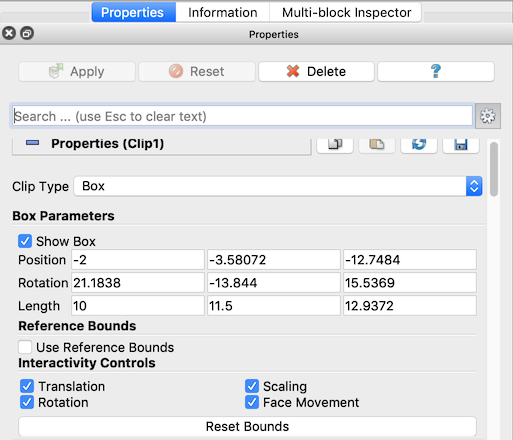 Properties Information Multi-block Inspector
Properties
Apply Reset Delete ?
Search ... (use Esc to clear text)
Properties (Clip1)
Clip Type Box
Box Parameters
Show Box
Position -2 -3.58072 -12.7484
Rotation 21.1838 -13.844 15.5369
Length 10 11.5 12.9372
Reference Bounds
Use Reference Bounds
Interactivity Controls
Translation Scaling
Rotation Face Movement
Reset Bounds